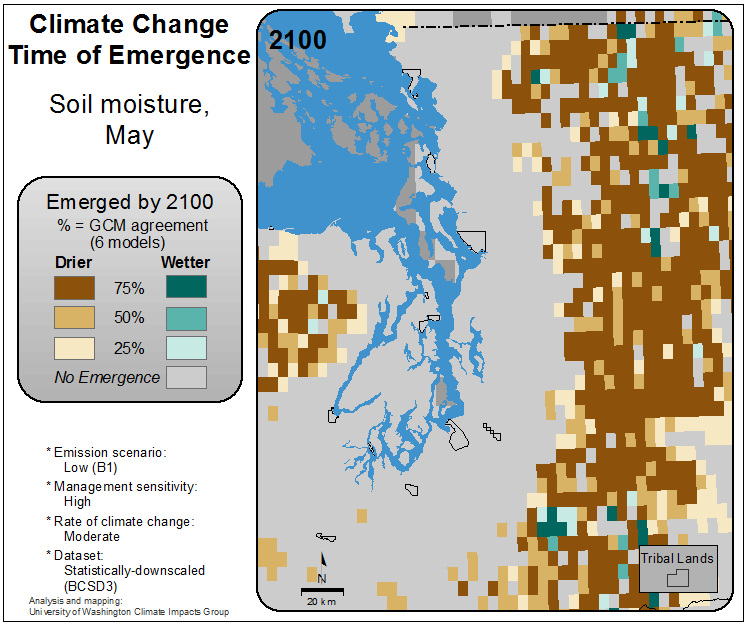 Climate Change
Time of Emergence
Soil moisture,
May
Emerged by 2100
% = GCM agreement
(6 models)
Drier Wetter
75%
50%
25%
No Emergence
* Emission scenario:
Low (B1)
* Management sensitivity:
High
* Rate of climate change:
Moderate
* Dataset:
Statistically-downscaled
(BCSD3)
Analysis and mapping:
University of Washington Climate Impacts Group
2100
N
20 km
Tribal Lands